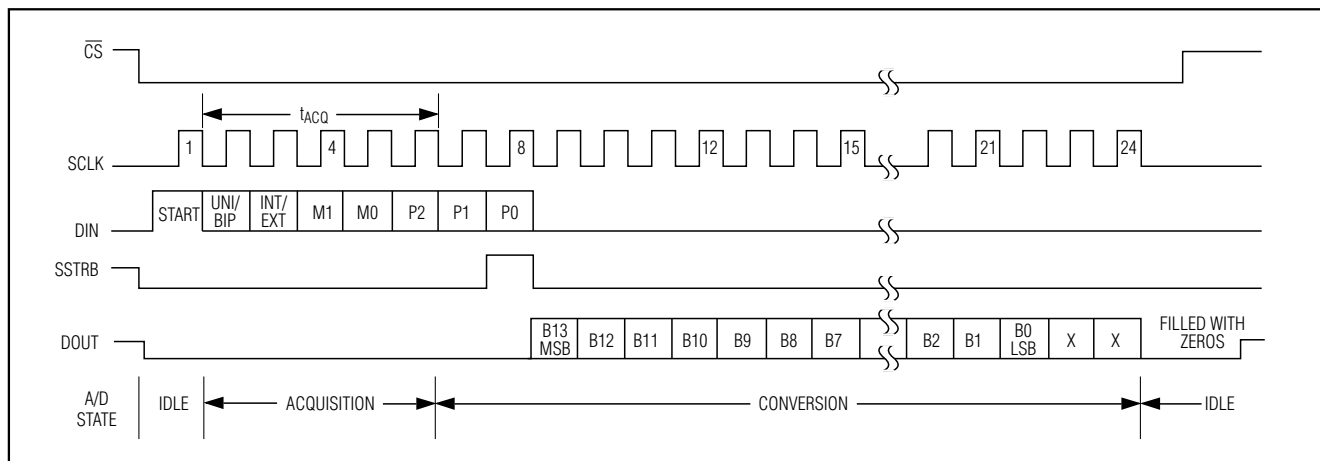 CS
tACQ
1 4 8 12 15 21 24
SCLK
START UNI/BIP INT/EXT M1 M0 P2 P1 P0
DIN
SSTRB
B13 MSB B12 B11 B10 B9 B8 B7 B2 B1 B0 LSB X X FILLED WITH ZEROS
DOUT
A/D STATE IDLE ACQUISITION CONVERSION IDLE